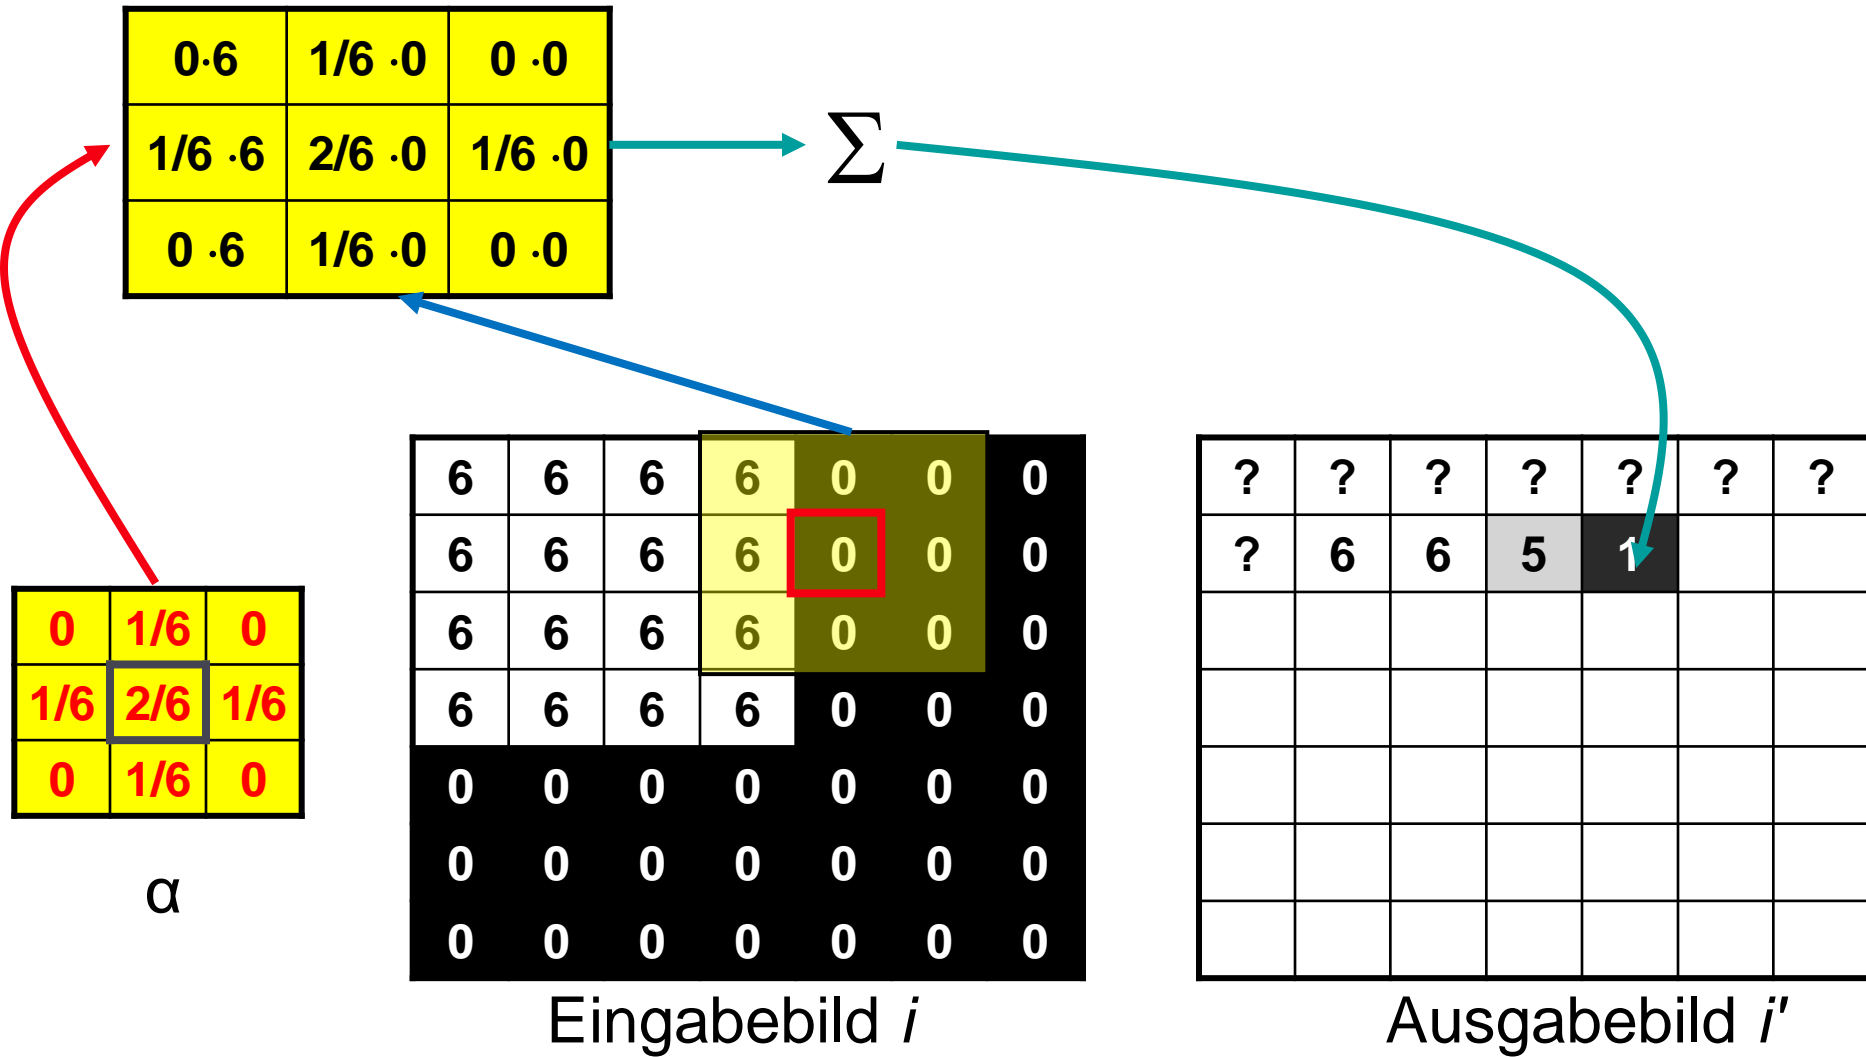 0·6 1/6 ·0 0 ·0
1/6 ·6 2/6 ·0 1/6 ·0
0 ·6 1/6 ·0 0 ·0
∑
0 1/6 0
1/6 2/6 1/6
0 1/6 0
α
6 6 6 6 0 0 0
6 6 6 6 0 0 0
6 6 6 6 0 0 0
6 6 6 6 0 0 0
0 0 0 0 0 0 0
0 0 0 0 0 0 0
0 0 0 0 0 0 0
Eingabebild i
? ? ? ? ? ? ?
? 6 6 5 1
Ausgabebild i'